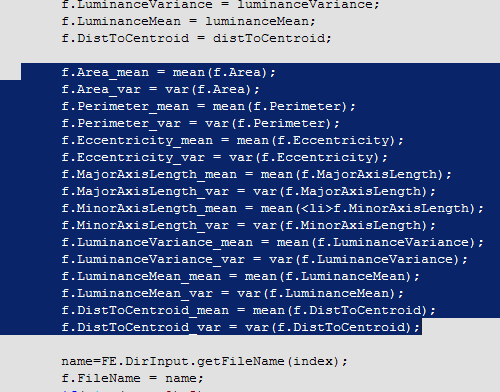 f.LuminanceVariance = luminanceVariance;
f.LuminanceMean = luminanceMean;
f.DistToCentroid = distToCentroid;
f.Area_mean = mean(f.Area);
f.Area_var = var(f.Area);
f.Perimeter_mean = mean(f.Perimeter);
f.Perimeter_var = var(f.Perimeter);
f.Eccentricity_mean = mean(f.Eccentricity);
f.Eccentricity_var = var(f.Eccentricity);
f.MajorAxisLength_mean = mean(f.MajorAxisLength);
f.MajorAxisLength_var = var(f.MajorAxisLength);
f.MinorAxisLength_mean = mean(<li>f.MinorAxisLength);
f.MinorAxisLength_var = var(f.MinorAxisLength);
f.LuminanceVariance_mean = mean(f.LuminanceVariance);
f.LuminanceVariance_var = var(f.LuminanceVariance);
f.LuminanceMean_mean = mean(f.LuminanceMean);
f.LuminanceMean_var = var(f.LuminanceMean);
f.DistToCentroid_mean = mean(f.DistToCentroid);
f.DistToCentroid_var = var(f.DistToCentroid);
name=FE.DirInput.getFileName(index);
f.FileName = name;